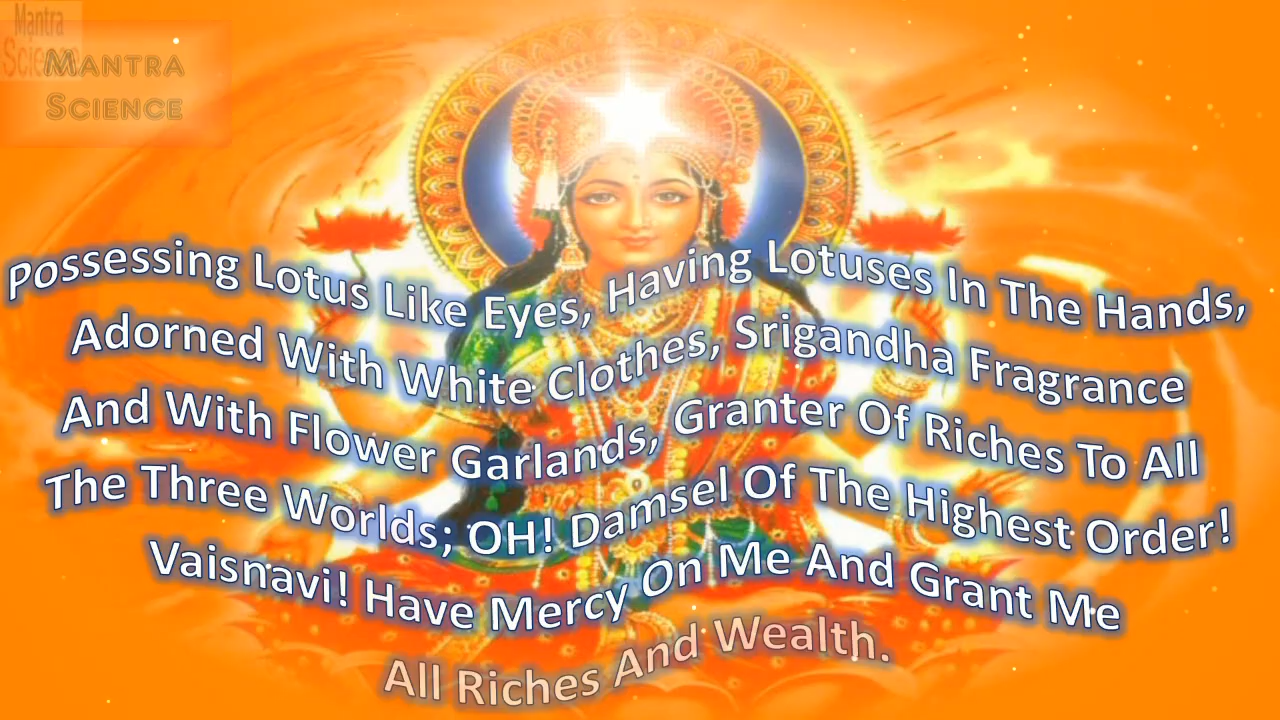 Mantra
Science
Mantra
Science
Possessing Lotus Like Eyes, Having Lotuses In The Hands,
Adorned With White Clothes, Srigandha Fragrance
And With Flower Garlands, Granter Of Riches To All
The Three Worlds; OH! Damsel Of The Highest Order!
Vaisnavi! Have Mercy On Me And Grant Me
All Riches And Wealth.